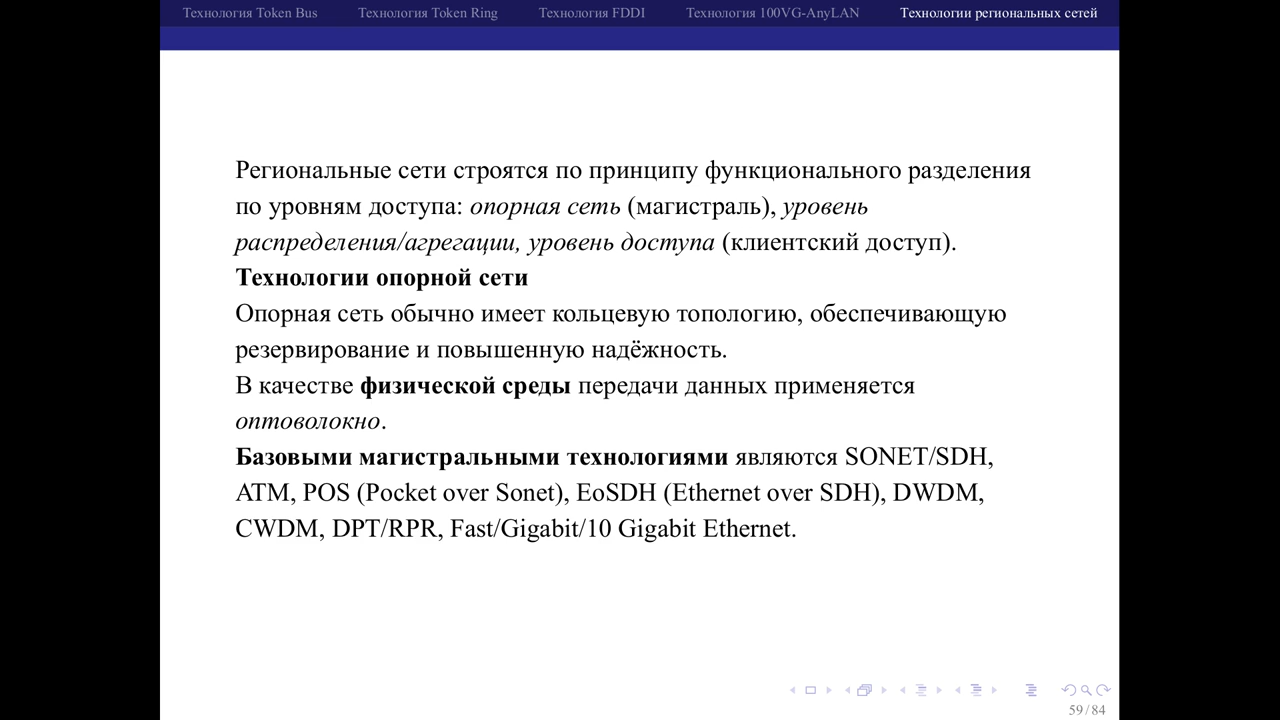 Технология Token Bus Технология Token Ring Технология FDDI Технология 100VG-AnyLAN Технологии региональных сетей
Региональные сети строятся по принципу функционального разделения
по уровням доступа: опорная сеть (магистраль), уровень
распределения/агрегации, уровень доступа (клиентский доступ).
Технологии опорной сети
Опорная сеть обычно имеет кольцевую топологию, обеспечивающую
резервирование и повышенную надёжность.
В качестве физической среды передачи данных применяется
оптоволокно.
Базовыми магистральными технологиями являются SONET/SDH,
ATM, POS (Pocket over Sonet), EoSDH (Ethernet over SDH), DWDM,
CWDM, DPT/RPR, Fast/Gigabit/10 Gigabit Ethernet.
59 / 84